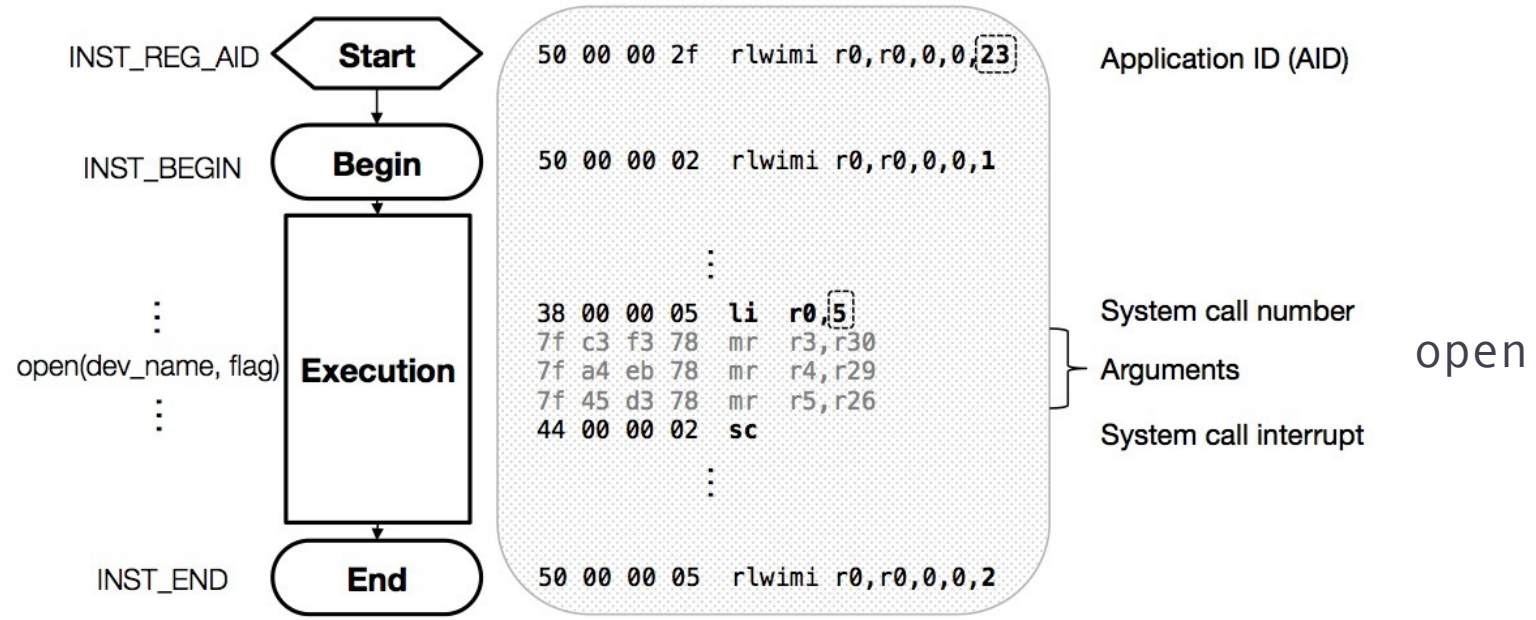 INST_REG_AID Start 50 00 00 2f rlwimi r0,r0,0,0,23 Application ID (AID)
INST_BEGIN Begin 50 00 00 02 rlwimi r0,r0,0,0,1
⋮
⋮ 38 00 00 05 li r0,5 System call number
7f c3 f3 78 mr r3,r30
open(dev_name, flag) Execution 7f a4 eb 78 mr r4,r29 Arguments open
7f 45 d3 78 mr r5,r26
⋮ 44 00 00 02 sc System call interrupt
⋮
INST_END End 50 00 00 05 rlwimi r0,r0,0,0,2